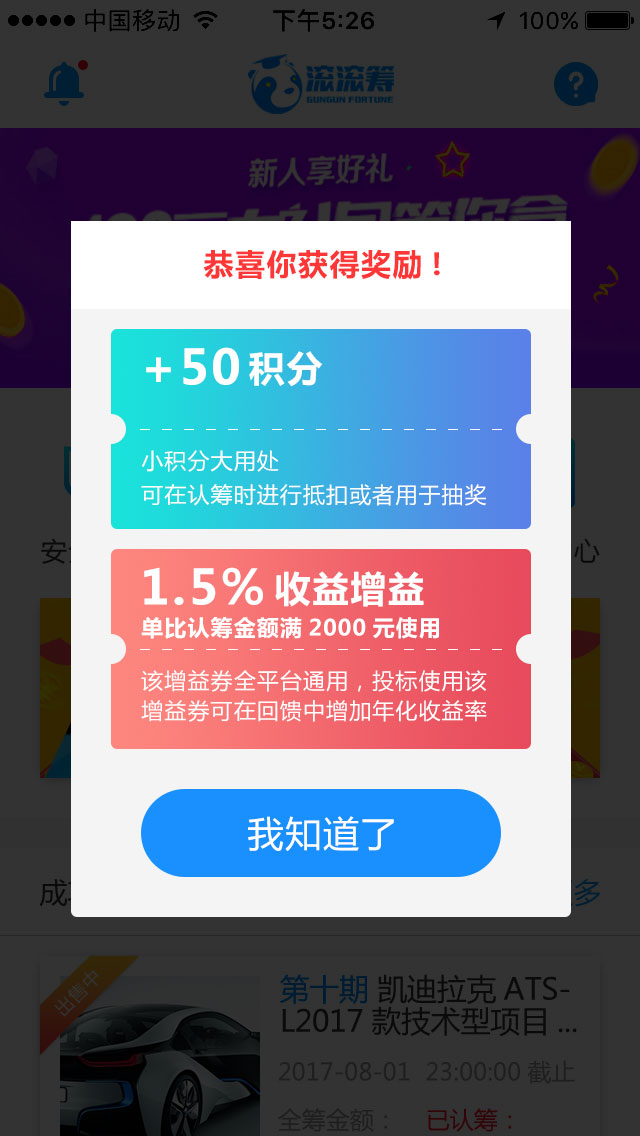 中国移动
下午5:26
100%
滚滚筹
GUNGUN FORTUNE
新人享好礼
恭喜你获得奖励！
+50 积分
小积分大用处
可在认筹时进行抵扣或者用于抽奖
心
1.5% 收益增益
单比认筹金额满 2000 元使用
该增益券全平台通用，投标使用该
增益券可在回馈中增加年化收益率
我知道了
多
出售中
第十期 凯迪拉克 ATS-
L2017 款技术型项目 ...
2017-08-01 23:00:00 截止
全筹金额： 已认筹：